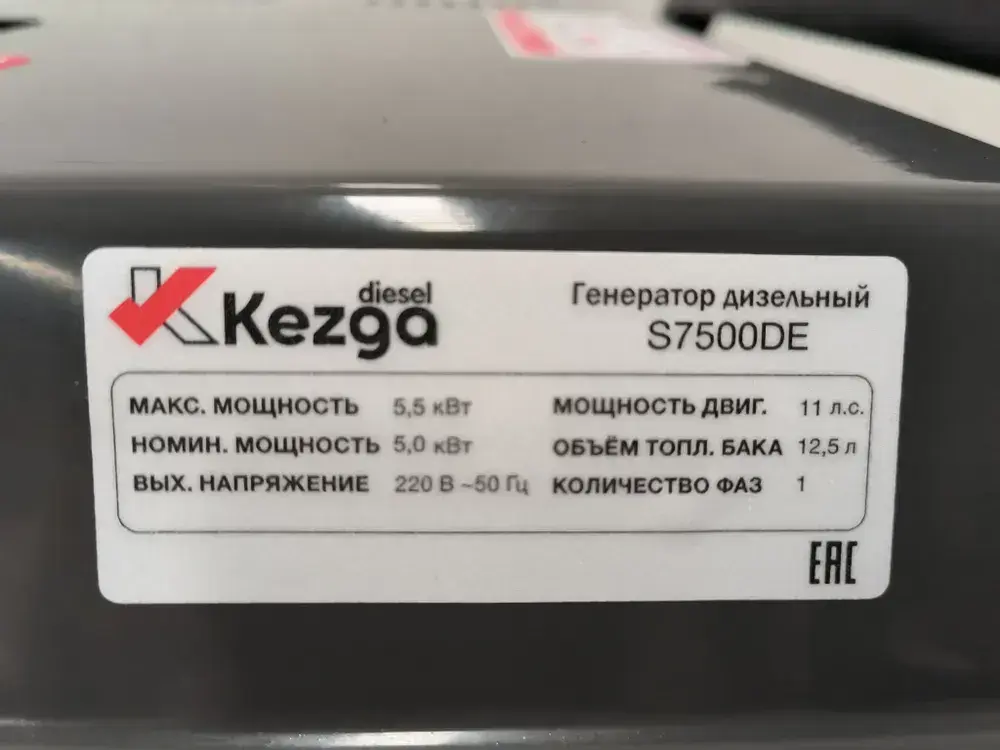 diesel
Kezga
Генератор дизельный
S7500DE
МАКС. МОЩНОСТЬ 5,5 кВт
НОМИН. МОЩНОСТЬ 5,0 кВт
ВЫХ. НАПРЯЖЕНИЕ 220 В ~50 Гц
МОЩНОСТЬ ДВИГ. 11 л.с.
ОБЪЁМ ТОПЛ. БАКА 12,5 л
КОЛИЧЕСТВО ФАЗ 1
ЕАС